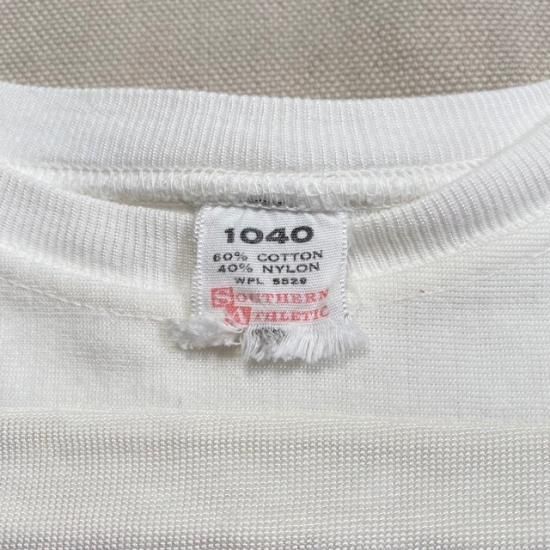 1040
60% COTTON
40% NYLON
WPL 5529
SOUTHERN
ATHLETIC